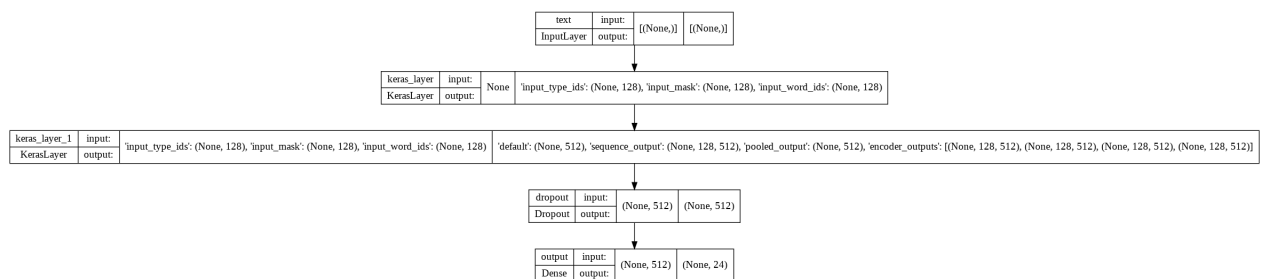 text input: [(None,)] [(None,)]
InputLayer output:
keras_layer input: None 'input_type_ids': (None, 128), 'input_mask': (None, 128), 'input_word_ids': (None, 128)
KerasLayer output:
keras_layer_1 input: 'input_type_ids': (None, 128), 'input_mask': (None, 128), 'input_word_ids': (None, 128) 'default': (None, 512), 'sequence_output': (None, 128, 512), 'pooled_output': (None, 512), 'encoder_outputs': [(None, 128, 512), (None, 128, 512), (None, 128, 512), (None, 128, 512)]
KerasLayer output:
dropout input: (None, 512) (None, 512)
Dropout output:
output input: (None, 512) (None, 24)
Dense output: